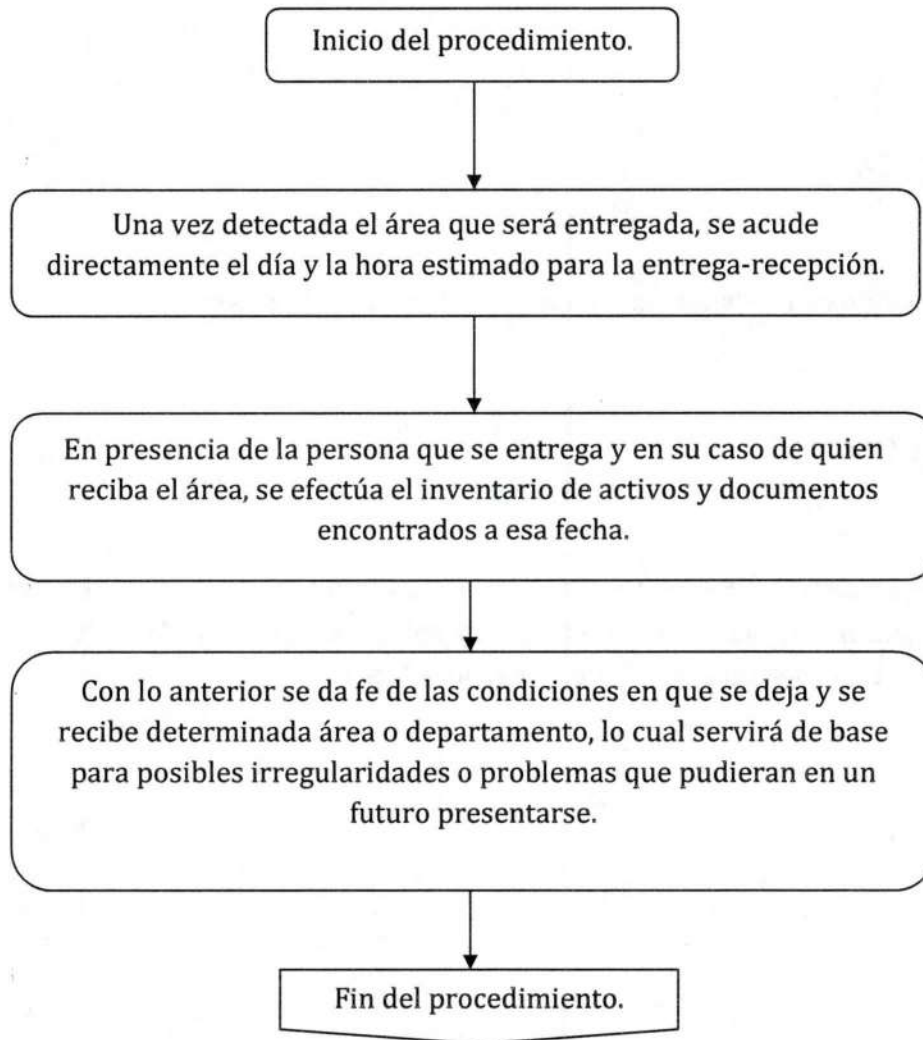 Inicio del procedimiento.
Una vez detectada el área que será entregada, se acude
directamente el día y la hora estimado para la entrega-recepción.
En presencia de la persona que se entrega y en su caso de quien
reciba el área, se efectúa el inventario de activos y documentos
encontrados a esa fecha.
Con lo anterior se da fe de las condiciones en que se deja y se
recibe determinada área o departamento, lo cual servirá de base
para posibles irregularidades o problemas que pudieran en un
futuro presentarse.
Fin del procedimiento.